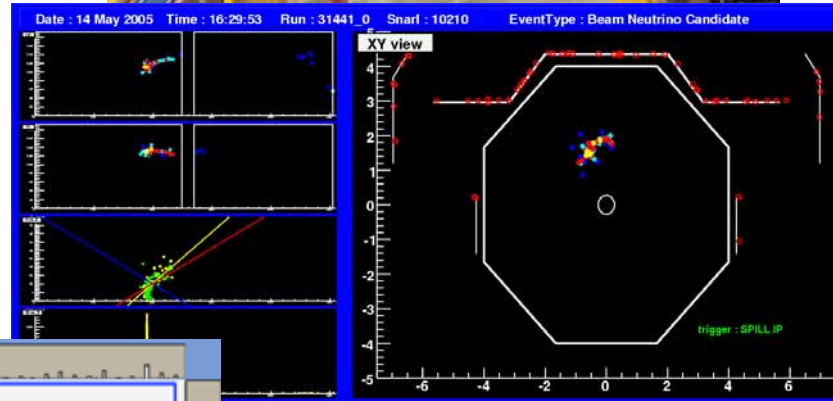 Date : 14 May 2005 Time : 16:29:53 Run : 31441_0 Snarl : 10210 EventType : Beam Neutrino Candidate
XY view
5
4
3
2
1
0
-1
-2
-3
-4
-5
trigger : SPILL IP
-6 -4 -2 0 2 4 6